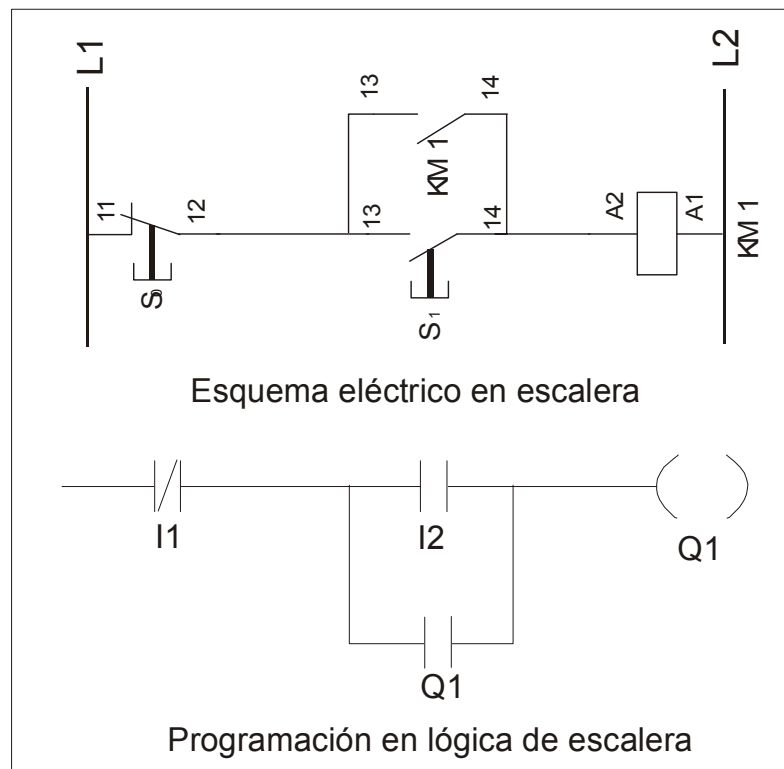 L1
L2
13
14
KM 1
11
12
13
14
A2
A1
KM 1
S0
S1
Esquema eléctrico en escalera
I1
I2
Q1
Q1
Programación en lógica de escalera